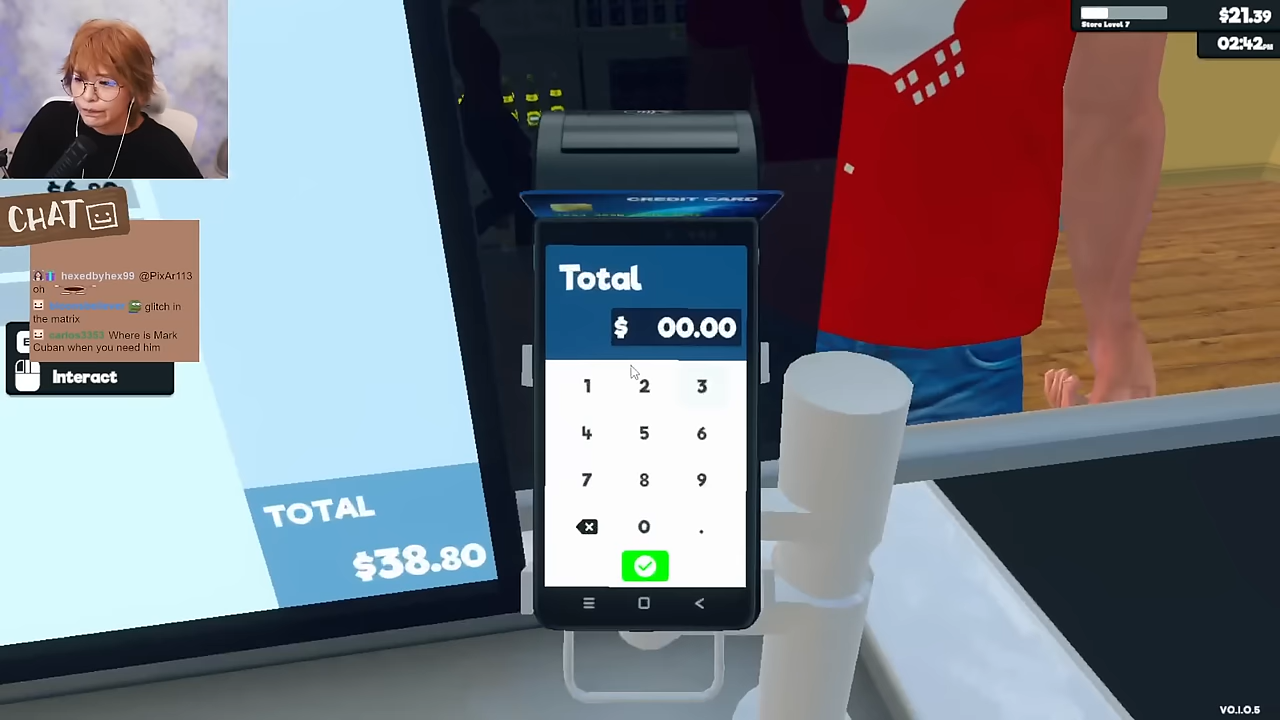 $21.39
Store Level 7
02:42PM
CHAT
hexedbyhex99 @PixAr113
oh
glitch in
the matrix
carlos3353 Where is Mark
Cuban when you need him
Interact
CREDIT CARD
Total
$ 00.00
1 2 3
4 5 6
7 8 9
0 .
TOTAL
$38.80
V0.1.0.5